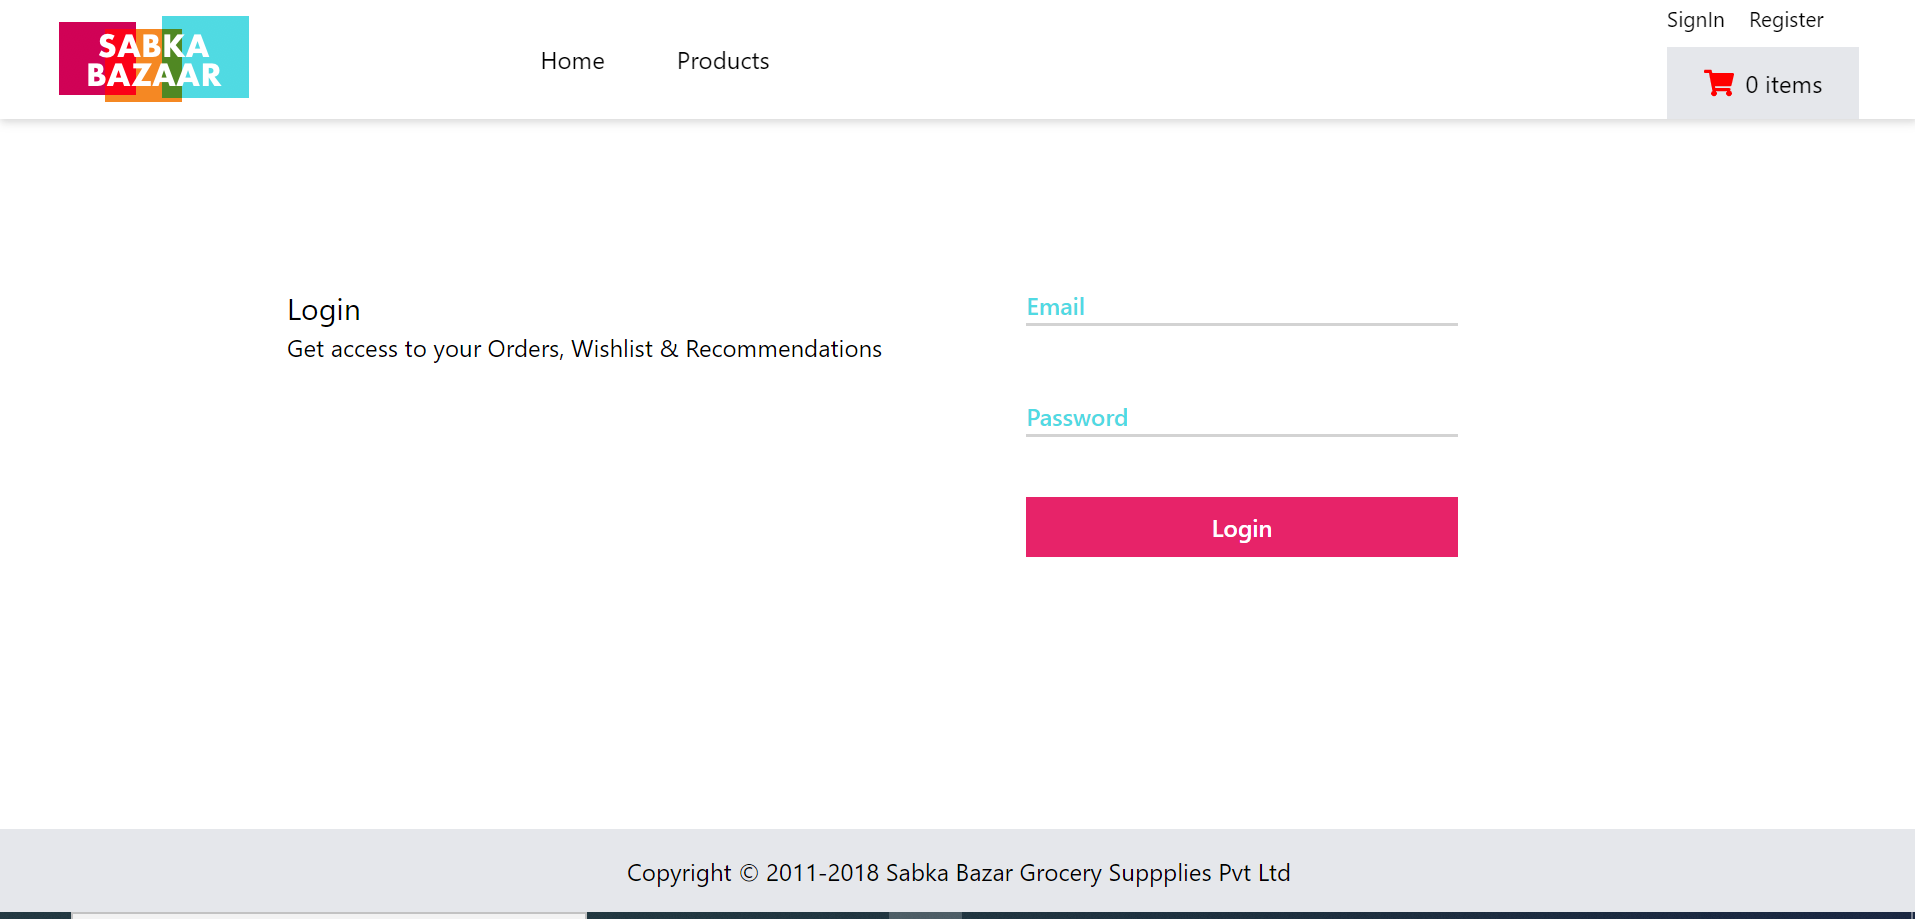 SABKA
BAZAAR
Home
Products
SignIn
Register
0 items
Login
Get access to your Orders, Wishlist & Recommendations
Email
Password
Login
Copyright © 2011-2018 Sabka Bazar Grocery Suppplies Pvt Ltd